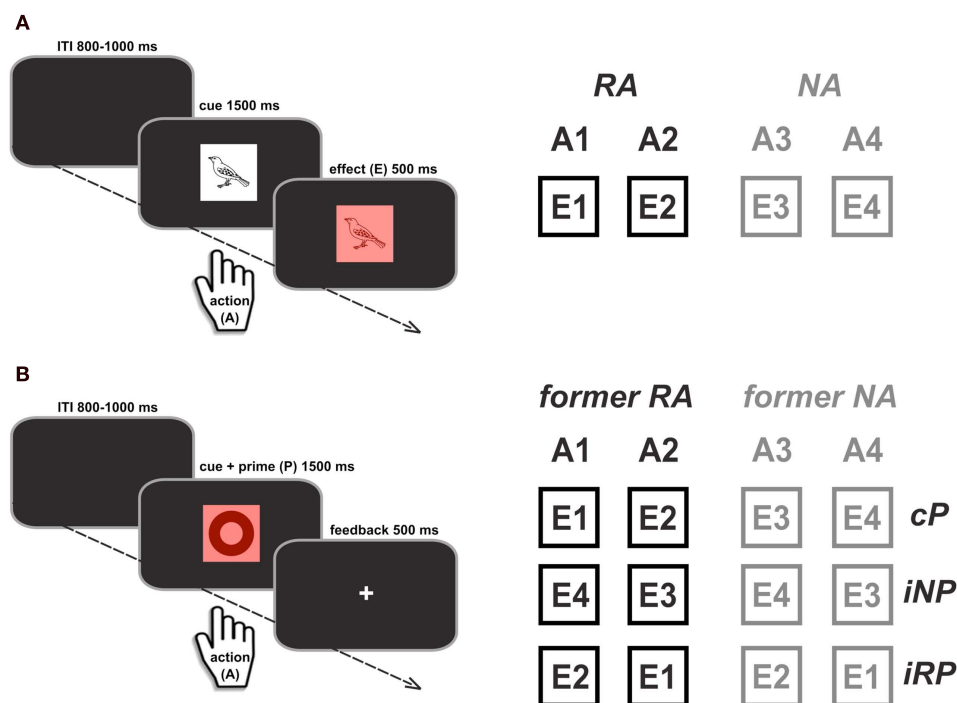 A
ITI 800-1000 ms
cue 1500 ms
effect (E) 500 ms
action
(A)
RA NA
A1 A2 A3 A4
E1 E2 E3 E4
B
ITI 800-1000 ms
cue + prime (P) 1500 ms
feedback 500 ms
+
action
(A)
former RA former NA
A1 A2 A3 A4
E1 E2 E3 E4 cP
E4 E3 E4 E3 iNP
E2 E1 E2 E1 iRP